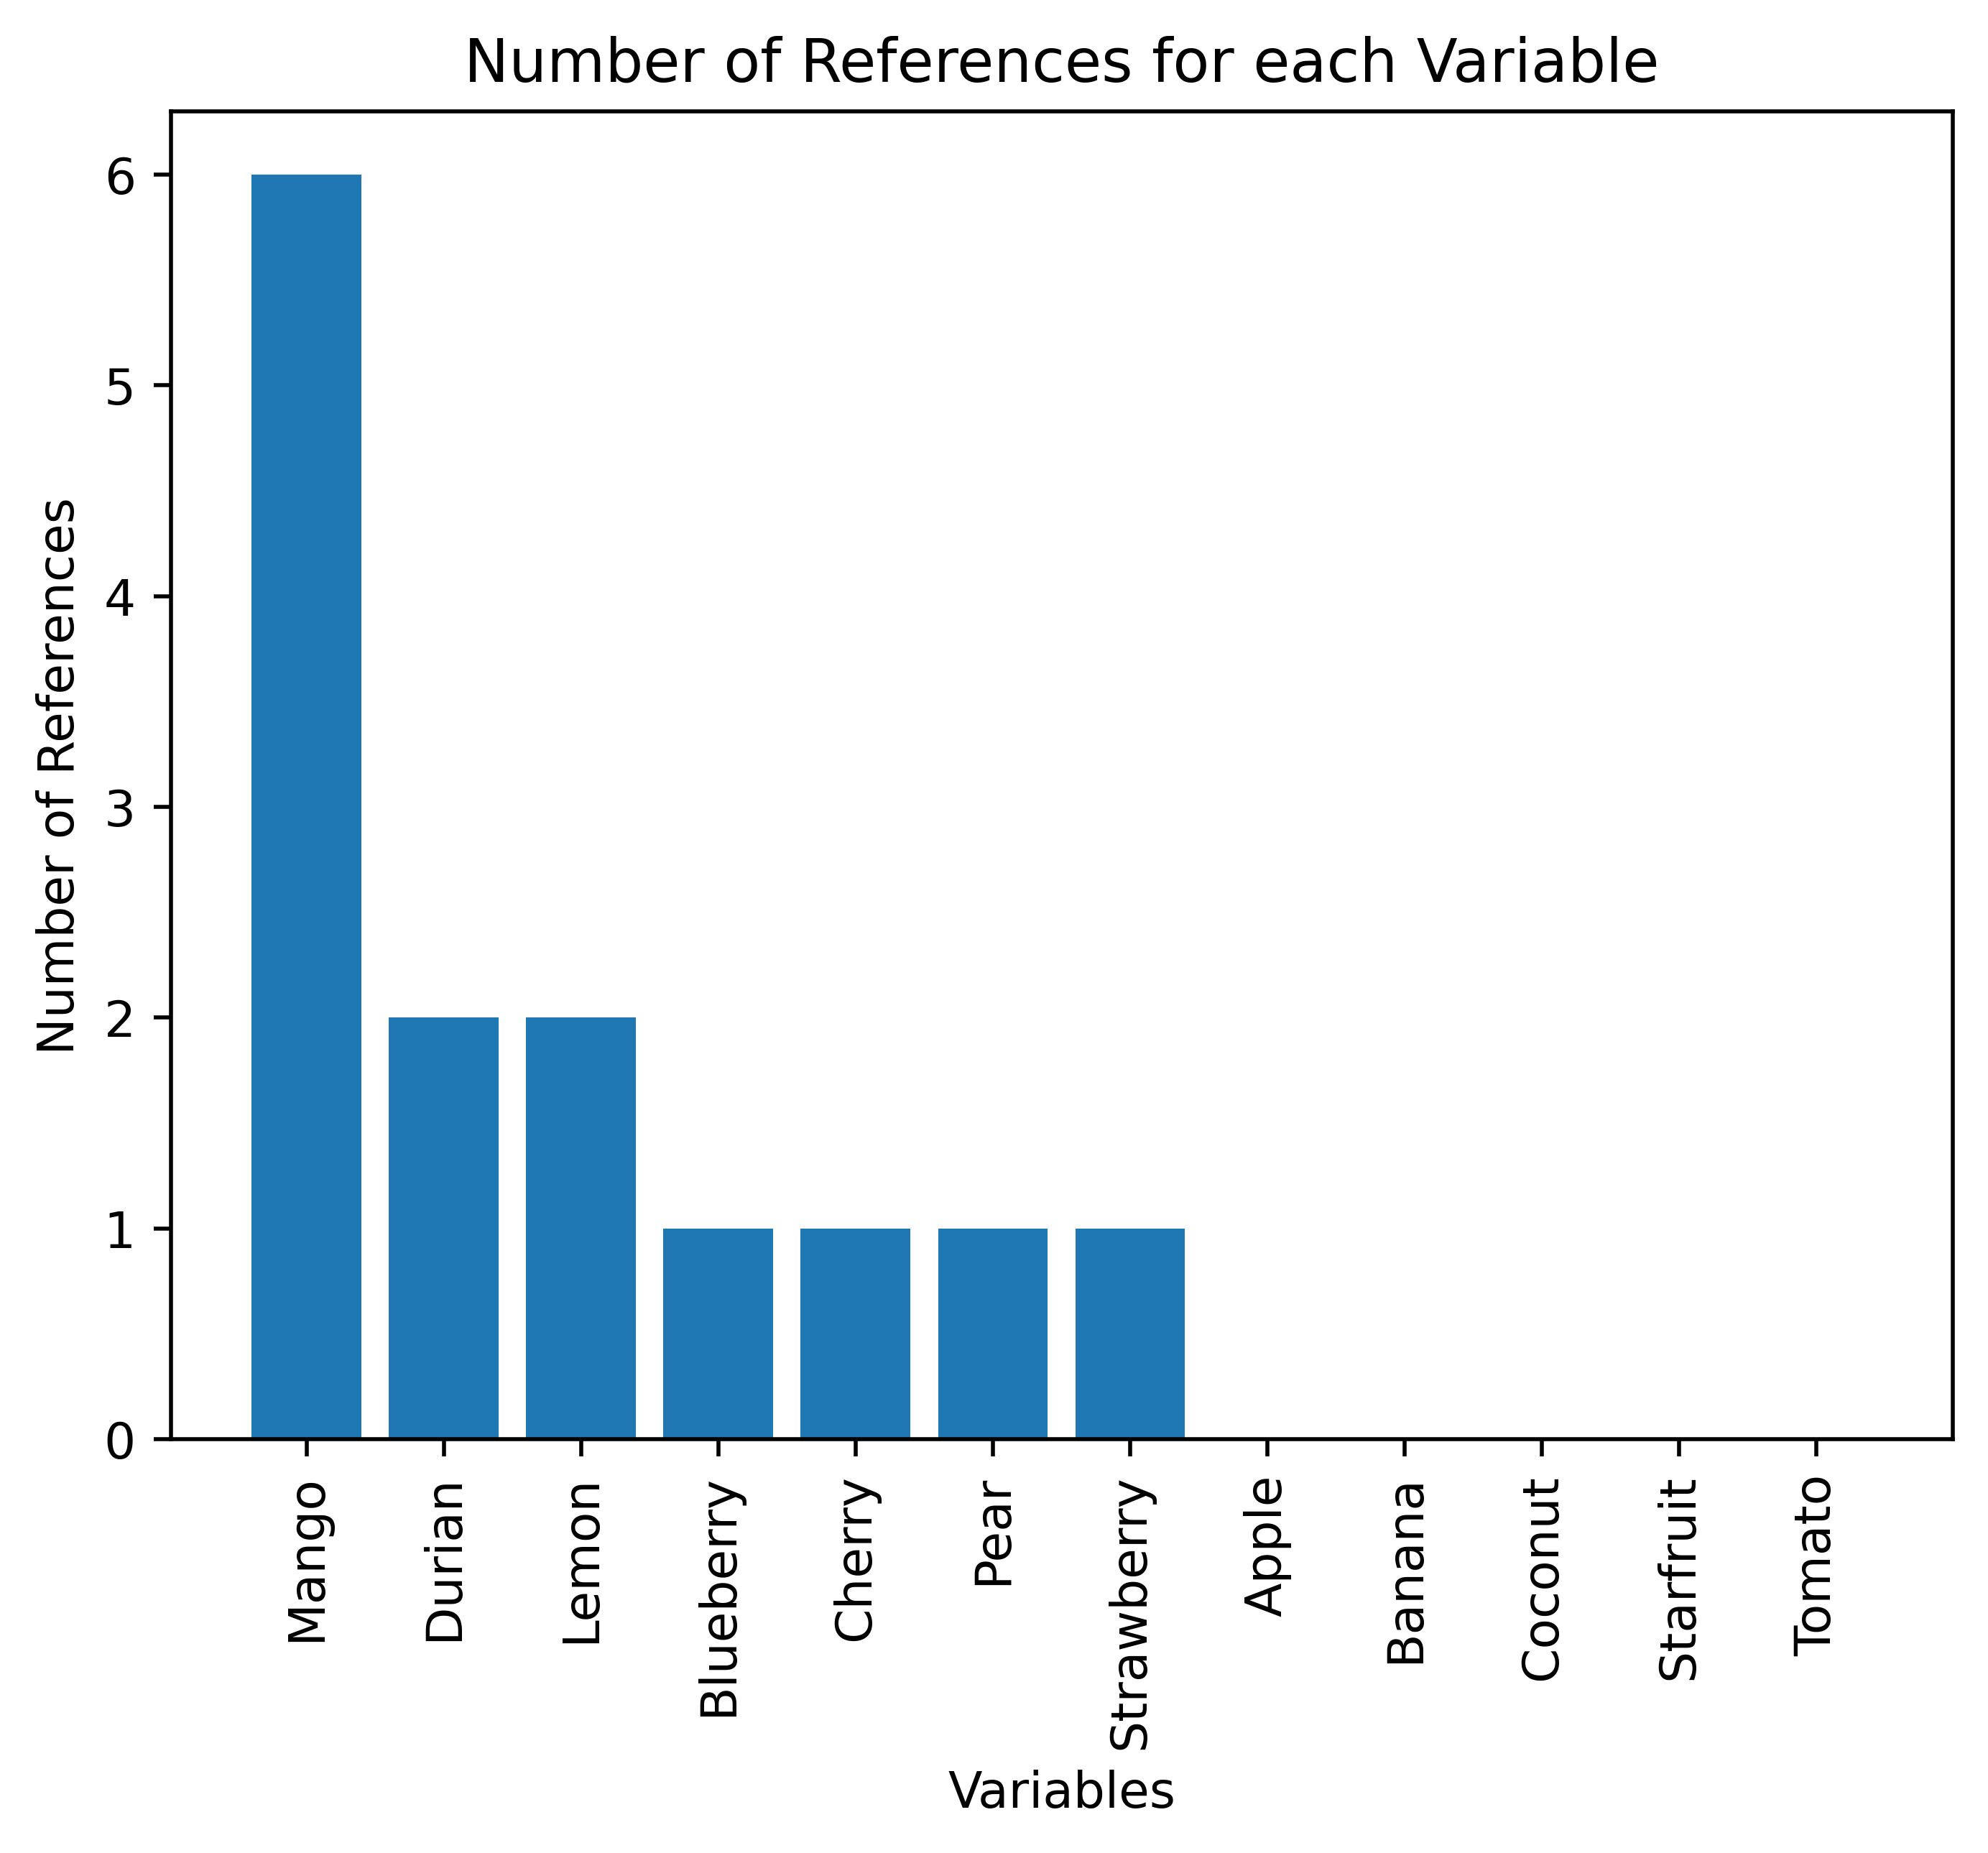 Number of References for each Variable
Number of References
6
5
4
3
2
1
0
Mango
Durian
Lemon
Blueberry
Cherry
Pear
Strawberry
Apple
Banana
Coconut
Starfruit
Tomato
Variables